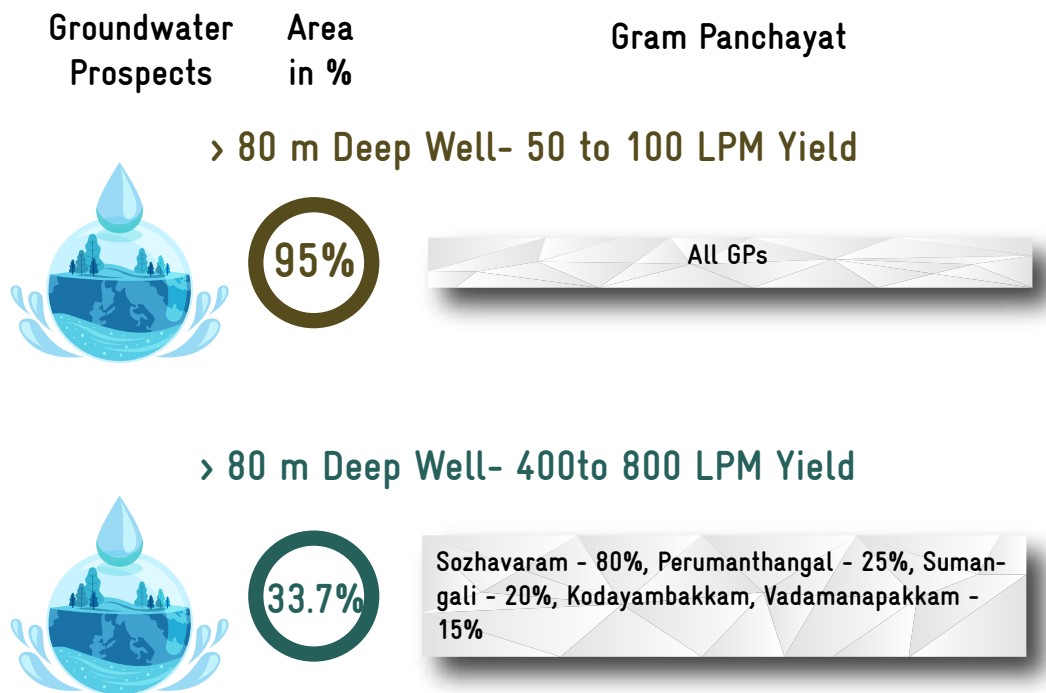 Groundwater Prospects
Area in %
Gram Panchayat
> 80 m Deep Well- 50 to 100 LPM Yield
95%
All GPs
> 80 m Deep Well- 400to 800 LPM Yield
33.7%
Sozhavaram - 80%, Perumanthangal - 25%, Suman-
gali - 20%, Kodayambakkam, Vadamanapakkam -
15%